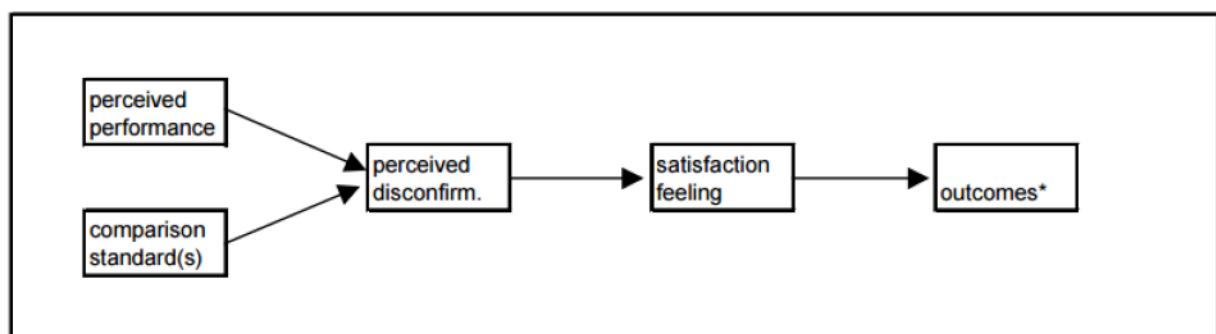 perceived
performance
comparison
standard(s)
perceived
disconfirm.
satisfaction
feeling
outcomes*